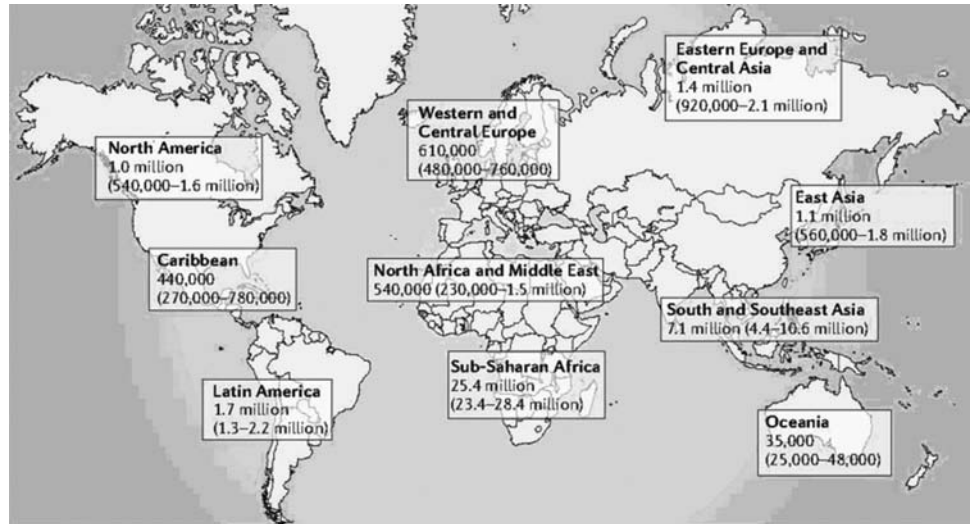 Eastern Europe and
Central Asia
1.4 million
(920,000–2.1 million)
Western and
Central Europe
610,000
(480,000–760,000)
North America
1.0 million
(540,000–1.6 million)
East Asia
1.1 million
(560,000–1.8 million)
Caribbean
440,000
(270,000–780,000)
North Africa and Middle East
540,000 (230,000–1.5 million)
South and Southeast Asia
7.1 million (4.4–10.6 million)
Sub-Saharan Africa
25.4 million
(23.4–28.4 million)
Latin America
1.7 million
(1.3–2.2 million)
Oceania
35,000
(25,000–48,000)